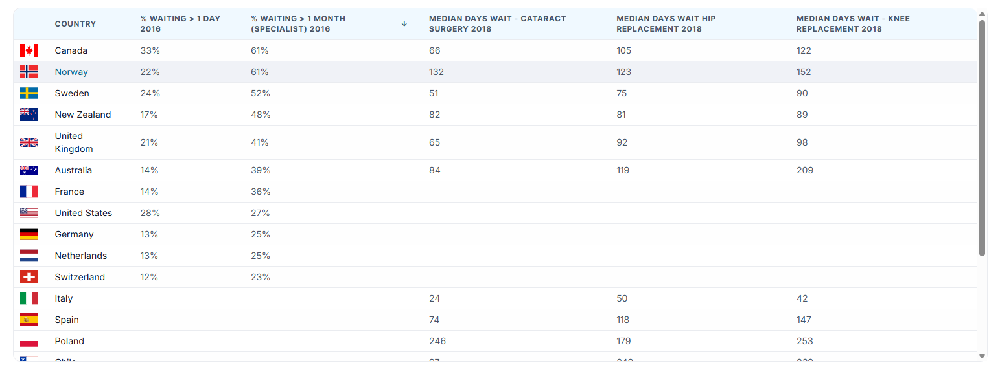 COUNTRY % WAITING > 1 DAY 2016 % WAITING > 1 MONTH (SPECIALIST) 2016 ↓ MEDIAN DAYS WAIT - CATARACT SURGERY 2018 MEDIAN DAYS WAIT HIP REPLACEMENT 2018 MEDIAN DAYS WAIT - KNEE REPLACEMENT 2018
Canada 33% 61% 66 105 122
Norway 22% 61% 132 123 152
Sweden 24% 52% 51 75 90
New Zealand 17% 48% 82 81 89
United Kingdom 21% 41% 65 92 98
Australia 14% 39% 84 119 209
France 14% 36%
United States 28% 27%
Germany 13% 25%
Netherlands 13% 25%
Switzerland 12% 23%
Italy 24 50 42
Spain 74 118 147
Poland 246 179 253
Chile 97